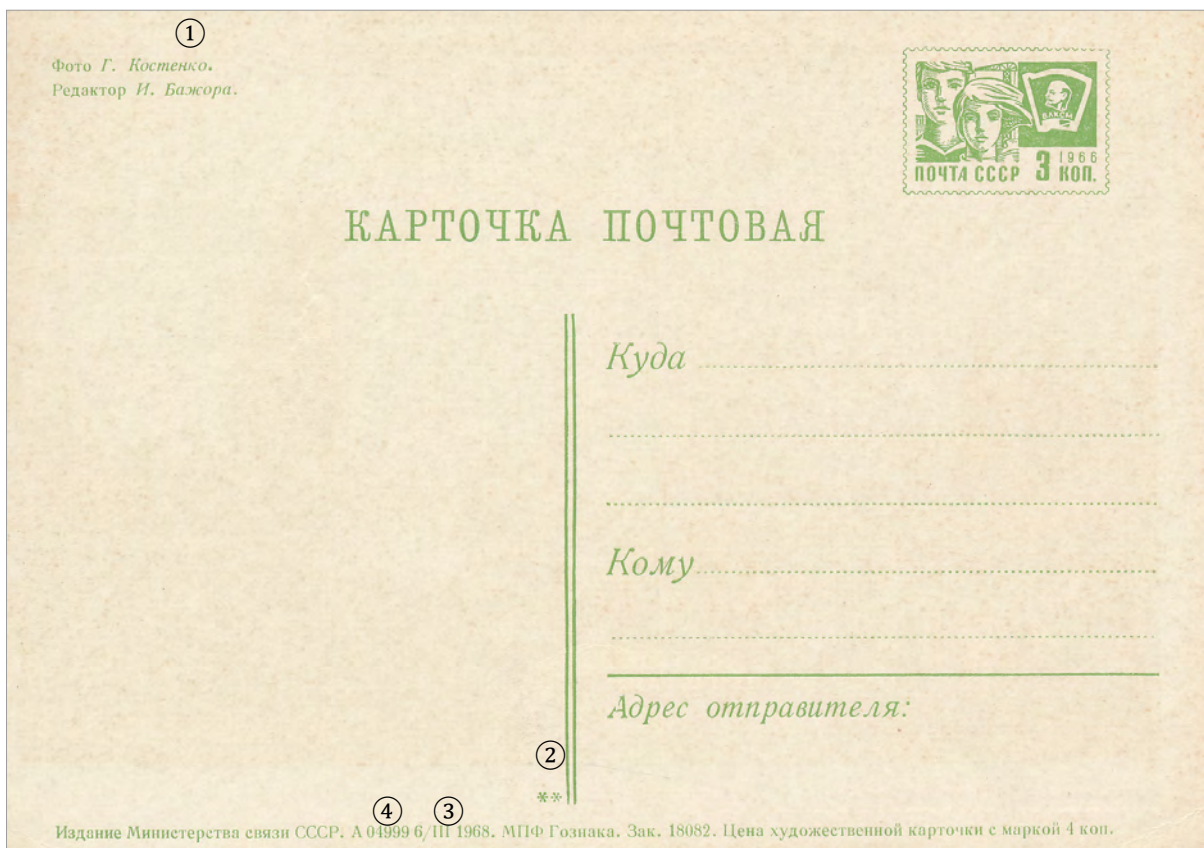 ①
Фото Г. Костенко.
Редактор И. Бажора.
ВЛКСМ
1966
ПОЧТА СССР 3 КОП.
КАРТОЧКА ПОЧТОВАЯ
Куда
Кому
Адрес отправителя:
②
**
④ ③
Издание Министерства связи СССР. А 04999 6/III 1968. МПФ Гознака. Зак. 18082. Цена художественной карточки с маркой 4 коп.